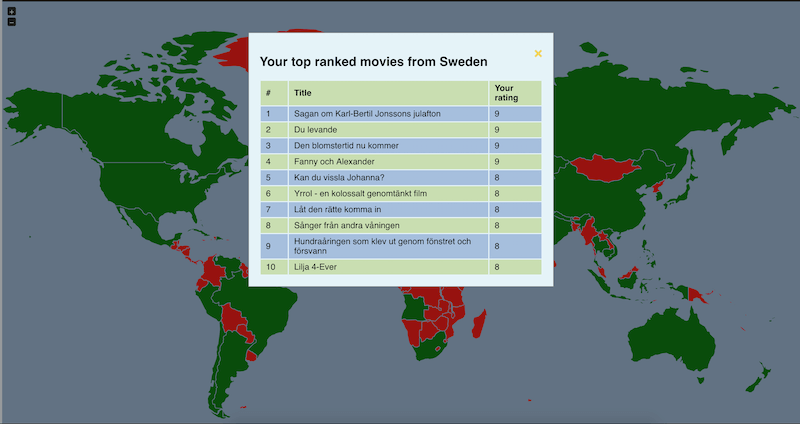 +
−
×
Your top ranked movies from Sweden
# Title Your
rating
1 Sagan om Karl-Bertil Jonssons julafton 9
2 Du levande 9
3 Den blomstertid nu kommer 9
4 Fanny och Alexander 9
5 Kan du vissla Johanna? 8
6 Yrrol - en kolossalt genomtänkt film 8
7 Låt den rätte komma in 8
8 Sånger från andra våningen 8
9 Hundraåringen som klev ut genom fönstret och
försvann 8
10 Lilja 4-Ever 8